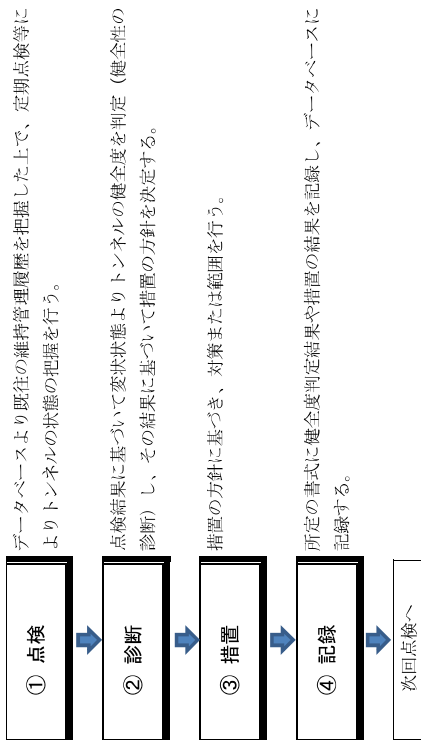 ① 点検
データベースより既往の維持管理履歴を把握した上で、定期点検等に
よりトンネルの状態の把握を行う。
② 診断
点検結果に基づいて変状状態よりトンネルの健全度を判定（健全性の
診断）し、その結果に基づいて措置の方針を決定する。
③ 措置
措置の方針に基づき、対策または範囲を行う。
④ 記録
所定の書式に健全度判定結果や措置の結果を記録し、データベースに
記録する。
次回点検へ